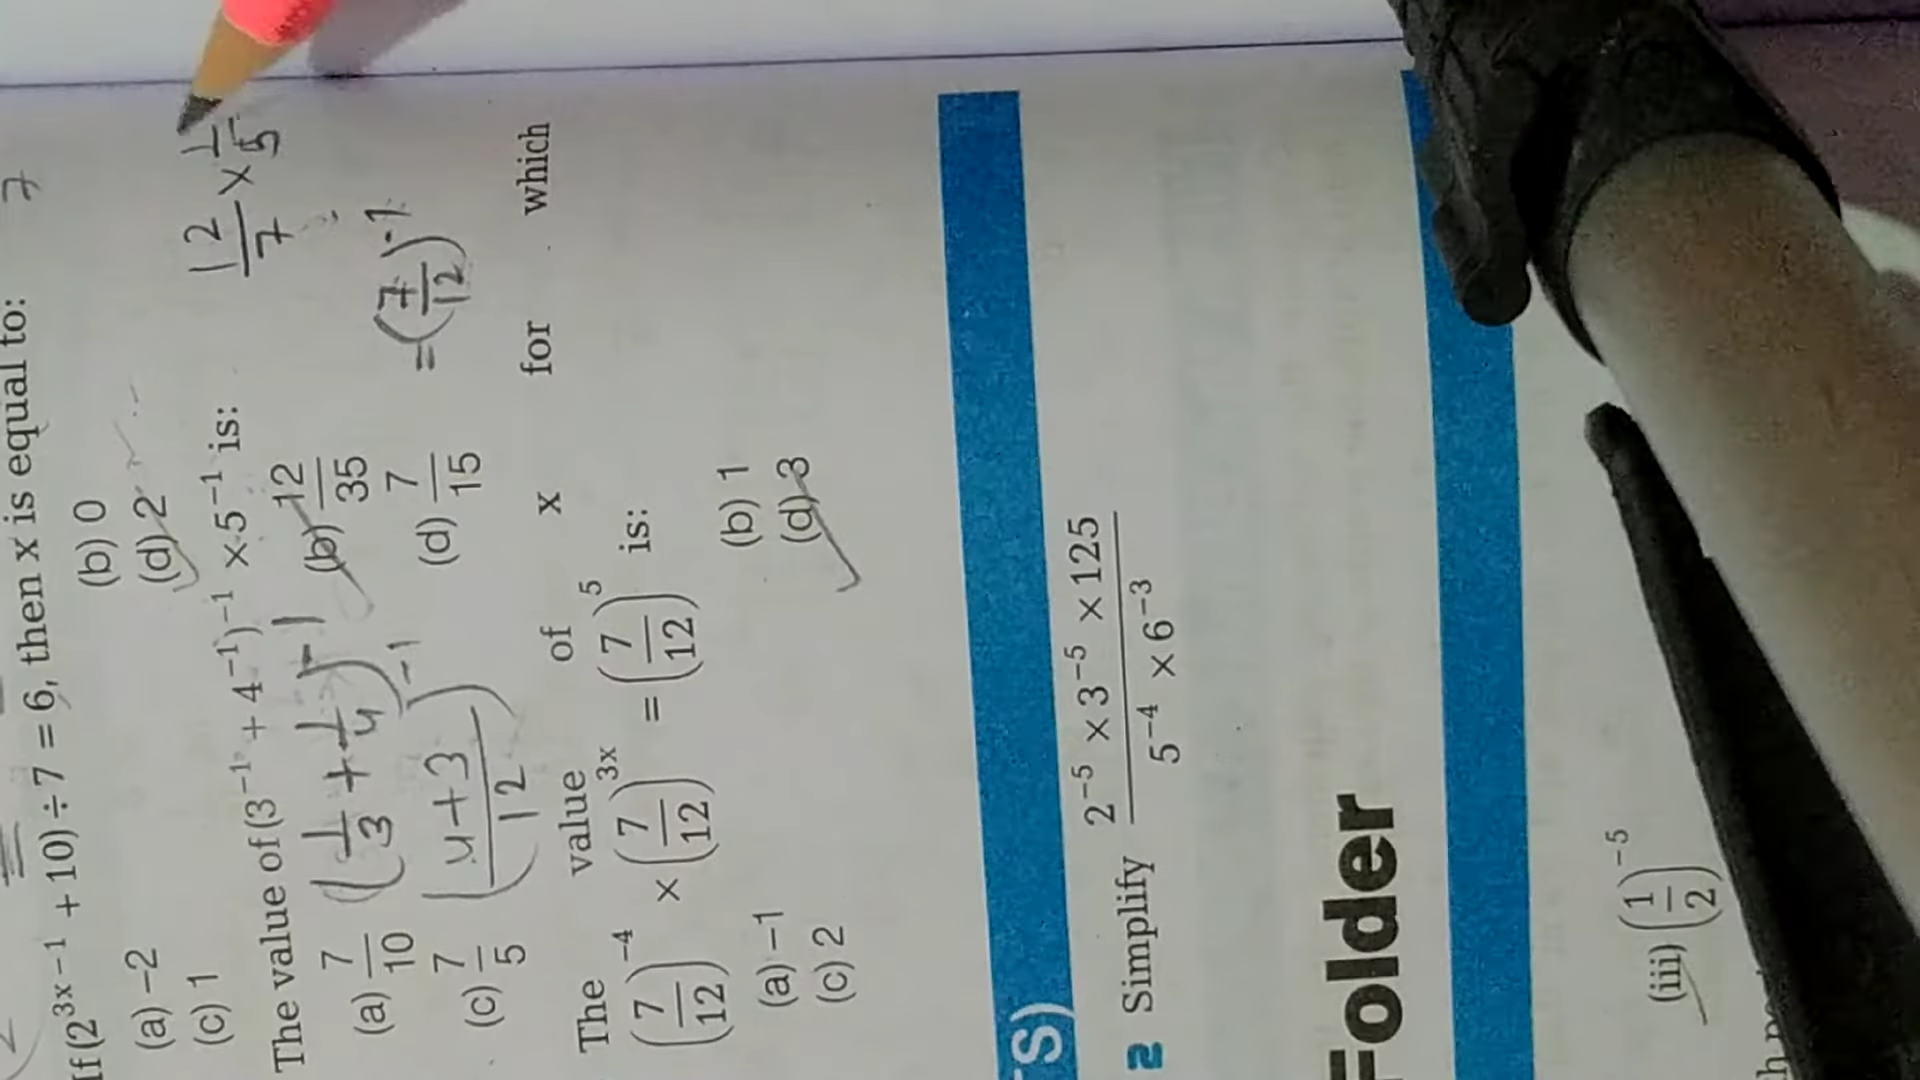 If (2^{3x-1} + 10) ÷ 7 = 6, then x is equal to:
7
(a) -2 (b) 0
(c) 1 (d) 2
The value of (3^{-1} + 4^{-1})^{-1} × 5^{-1} is:
(1/3 + 1/4)^{-1}
12/7 × 1/5
(a) 7/10 (b) 12/35
((4+3)/12)^{-1}
= (7/12)^{-1}
(c) 7/5 (d) 7/15
The value of x for which
(7/12)^{-4} × (7/12)^{3x} = (7/12)^5 is:
(a) -1 (b) 1
(c) 2 (d) 3
TS)
2 Simplify (2^{-5} × 3^{-5} × 125)/(5^{-4} × 6^{-3})
Folder
(iii) (1/2)^{-5}